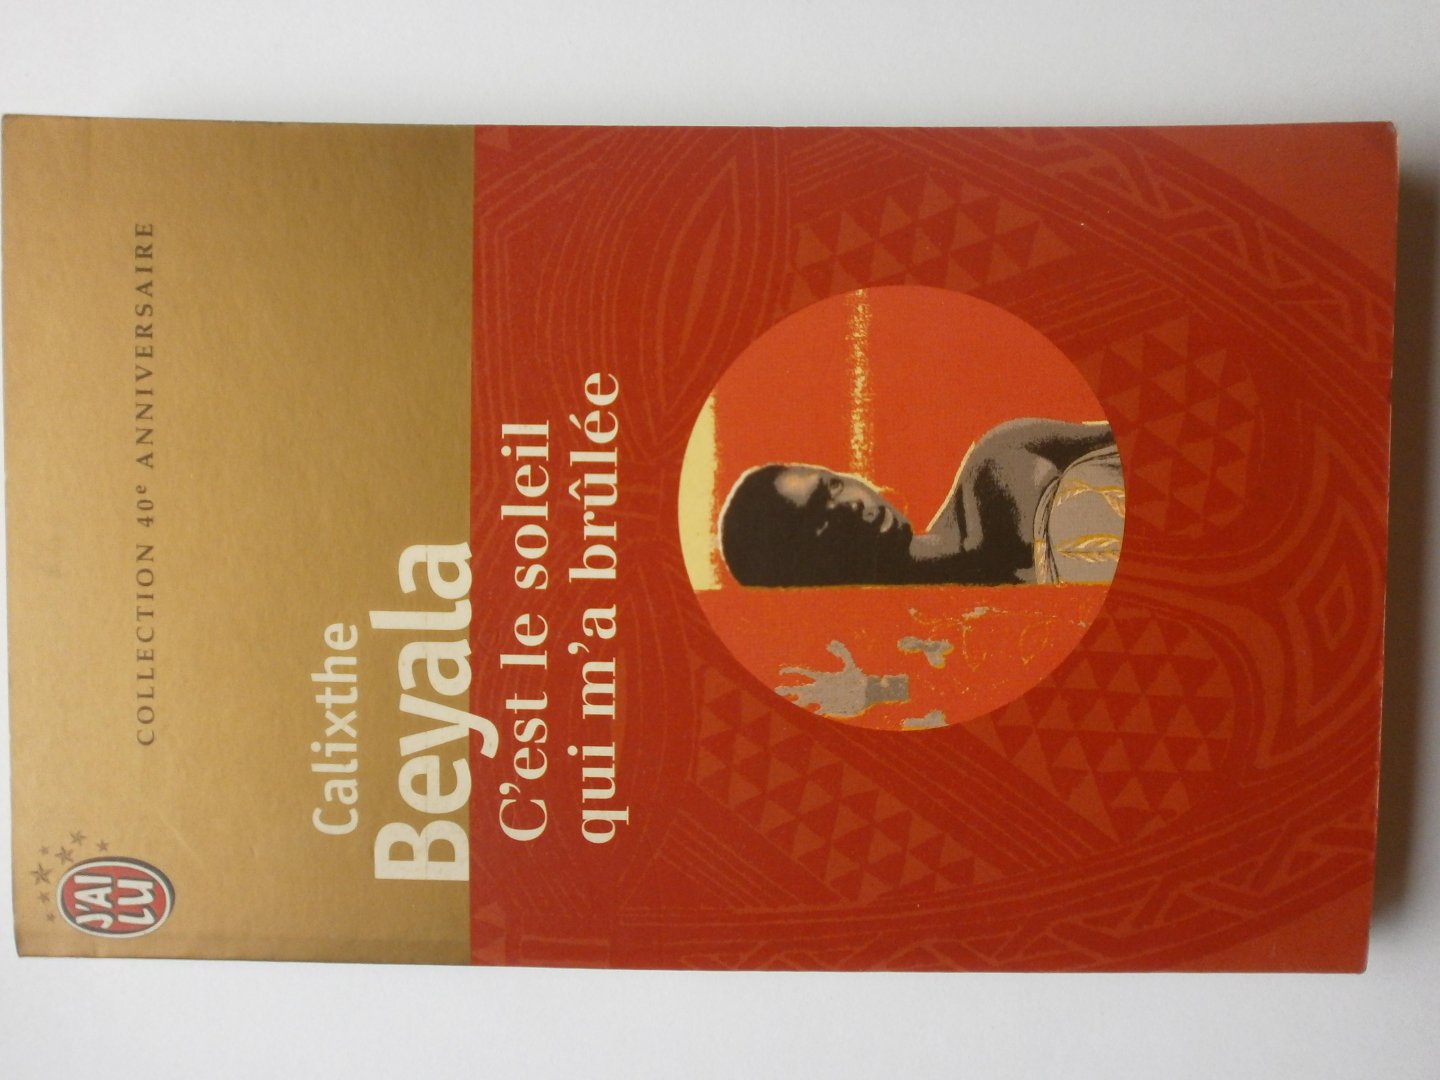 J'AI
LU
COLLECTION 40e ANNIVERSAIRE
Calixthe
Beyala
C'est le soleil
qui m'a brûlée